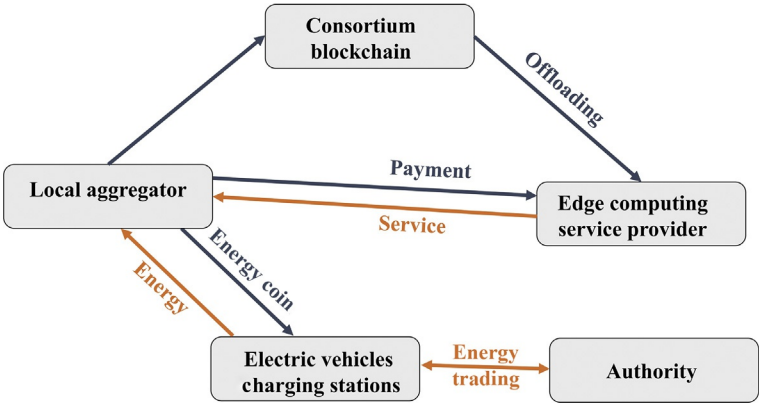 Consortium
blockchain
Offloading
Payment
Local aggregator
Edge computing
service provider
Service
Energy coin
Energy
Electric vehicles
charging stations
Energy
trading
Authority